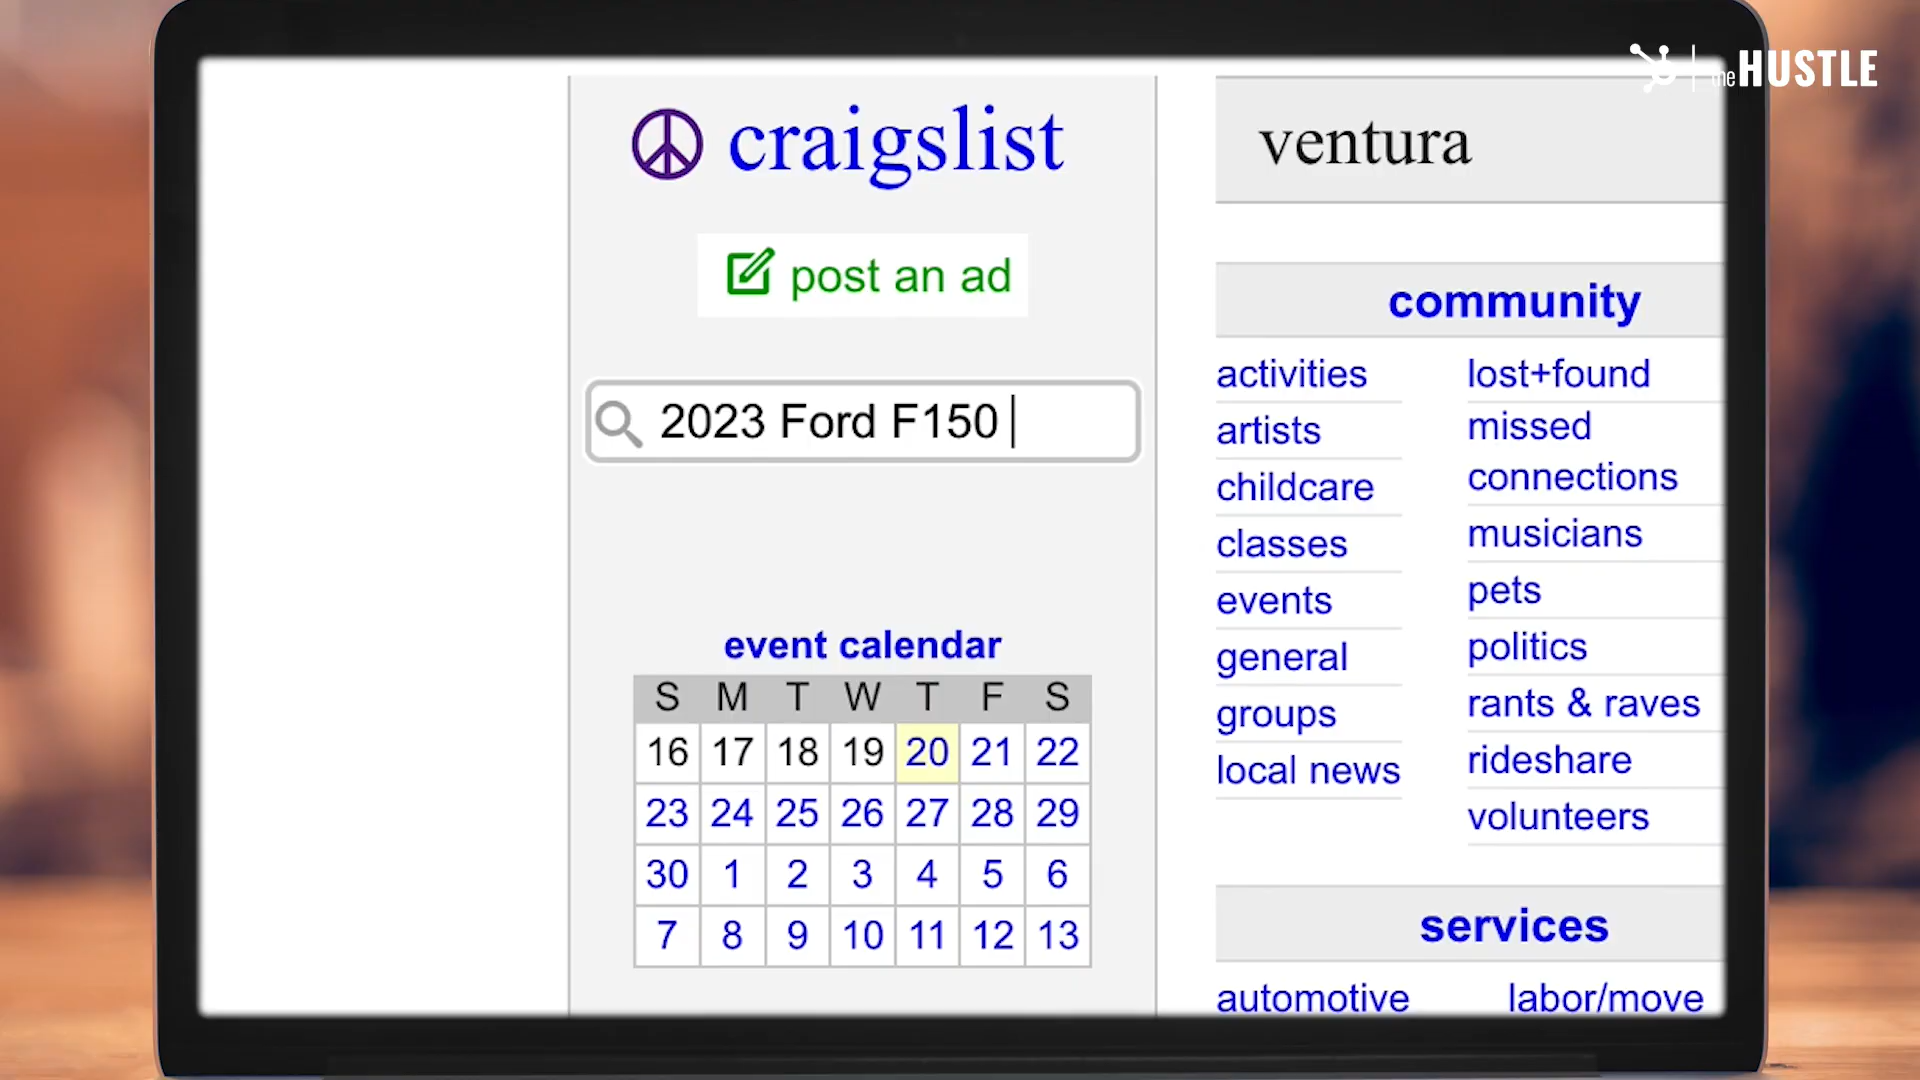 the HUSTLE
craigslist
post an ad
2023 Ford F150
event calendar
S M T W T F S
16 17 18 19 20 21 22
23 24 25 26 27 28 29
30 1 2 3 4 5 6
7 8 9 10 11 12 13
ventura
community
activities
artists
childcare
classes
events
general
groups
local news
lost+found
missed
connections
musicians
pets
politics
rants & raves
rideshare
volunteers
services
automotive
labor/move